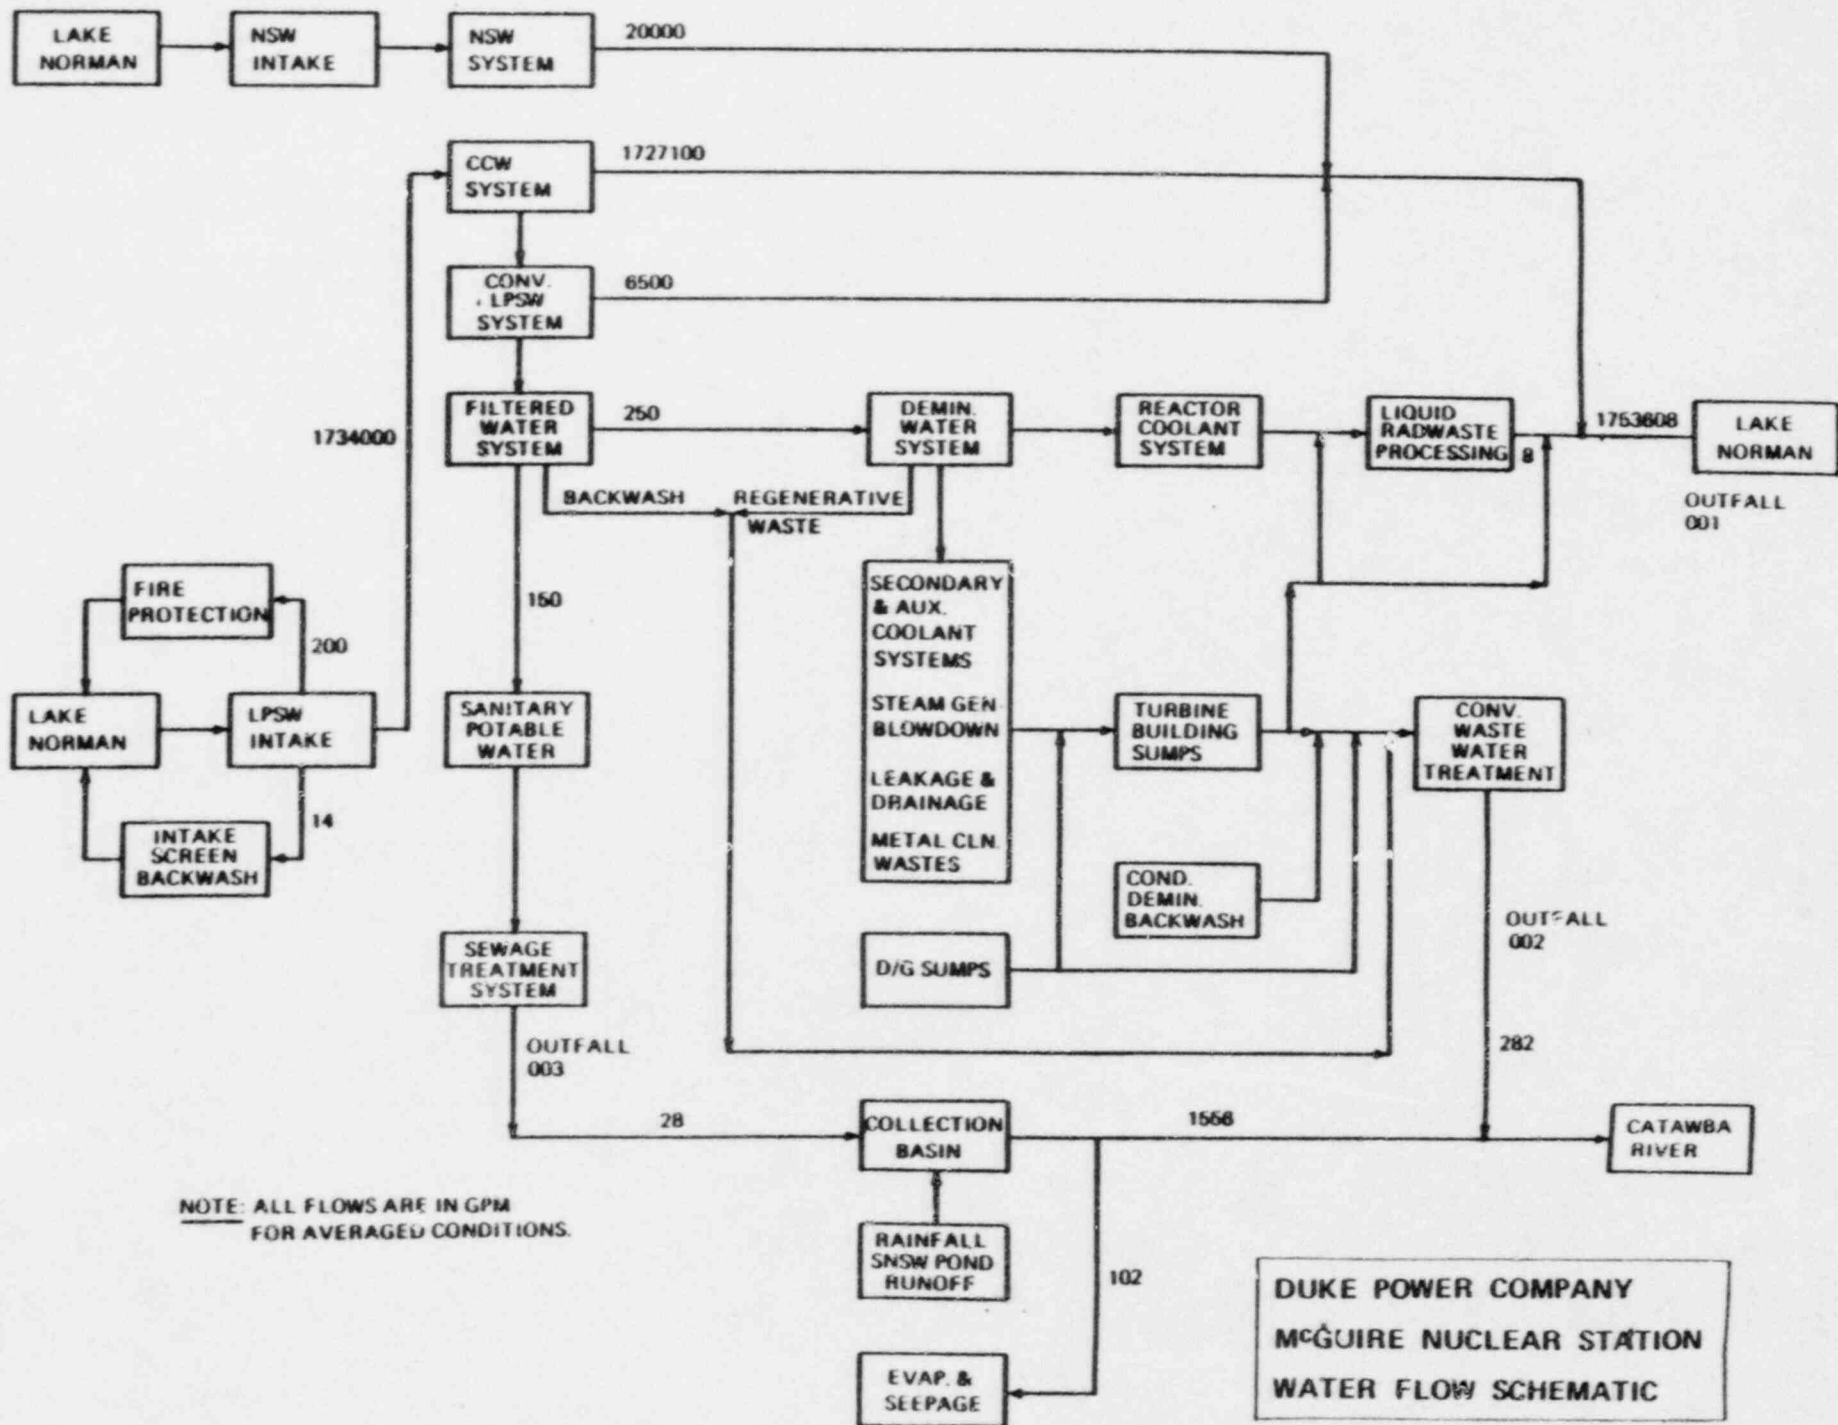 LAKE
NORMAN
NSW
INTAKE
NSW
SYSTEM
20000
CCW
SYSTEM
1727100
CONV.
LPSW
SYSTEM
6500
FILTERED
WATER
SYSTEM
250
DEMIN.
WATER
SYSTEM
REACTOR
COOLANT
SYSTEM
LIQUID
RADWASTE
PROCESSING
8
1753608
LAKE
NORMAN
OUTFALL
001
1734000
BACKWASH
REGENERATIVE
WASTE
FIRE
PROTECTION
200
LAKE
NORMAN
LPSW
INTAKE
14
INTAKE
SCREEN
BACKWASH
150
SANITARY
POTABLE
WATER
SECONDARY
& AUX.
COOLANT
SYSTEMS
STEAM GEN.
BLOWDOWN
LEAKAGE &
DRAINAGE
METAL CLN.
WASTES
TURBINE
BUILDING
SUMPS
CONV.
WASTE
WATER
TREATMENT
COND.
DEMIN.
BACKWASH
D/G SUMPS
OUTFALL
002
282
SEWAGE
TREATMENT
SYSTEM
OUTFALL
003
28
COLLECTION
BASIN
1556
CATAWBA
RIVER
RAINFALL
SNSW POND
RUNOFF
102
EVAP. &
SEEPAGE
NOTE: ALL FLOWS ARE IN GPM
FOR AVERAGED CONDITIONS.
DUKE POWER COMPANY
McGUIRE NUCLEAR STATION
WATER FLOW SCHEMATIC